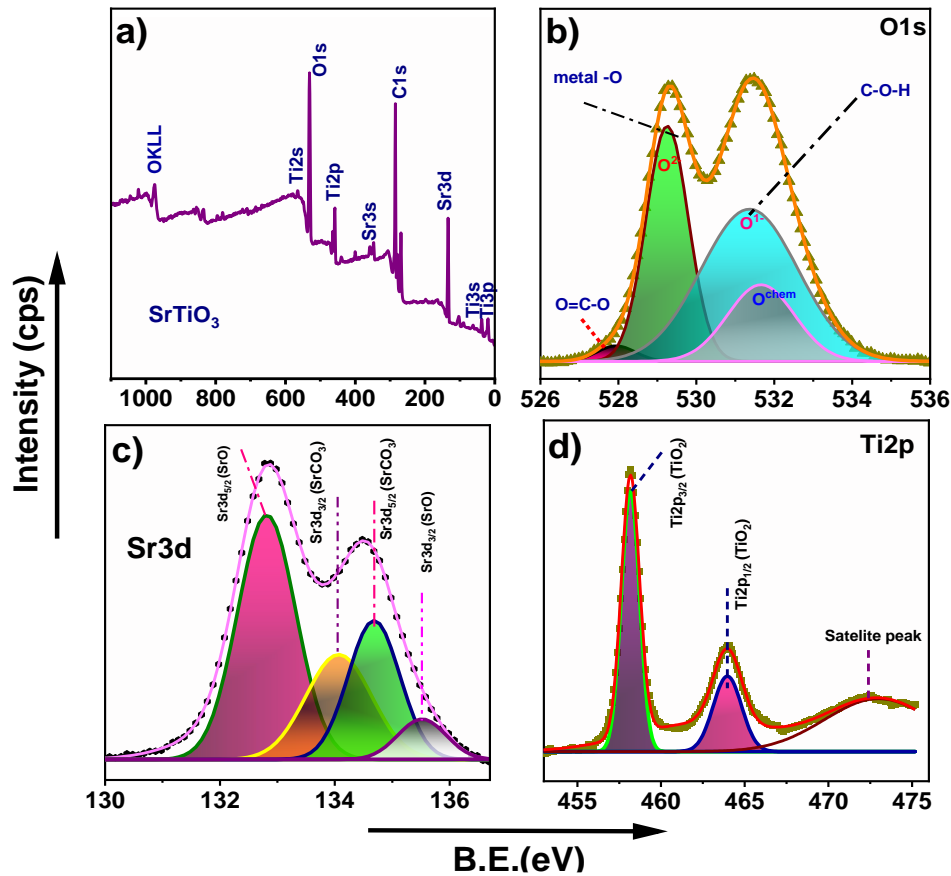 a)
O1s
C1s
OKLL
Ti2s
Ti2p
Sr3s
Sr3d
Ti3s
Ti3p
SrTiO₃
1000 800 600 400 200 0
b)
O1s
metal -O
C-O-H
O²⁻
O¹⁻
O=C-O
O^chem
526 528 530 532 534 536
Intensity (cps)
c)
Sr3d₅/₂ (SrO)
Sr3d₃/₂ (SrCO₃)
Sr3d₅/₂ (SrCO₃)
Sr3d₃/₂ (SrO)
Sr3d
130 132 134 136
d)
Ti2p
Ti2p₃/₂ (TiO₂)
Ti2p₁/₂ (TiO₂)
Satelite peak
455 460 465 470 475
B.E.(eV)